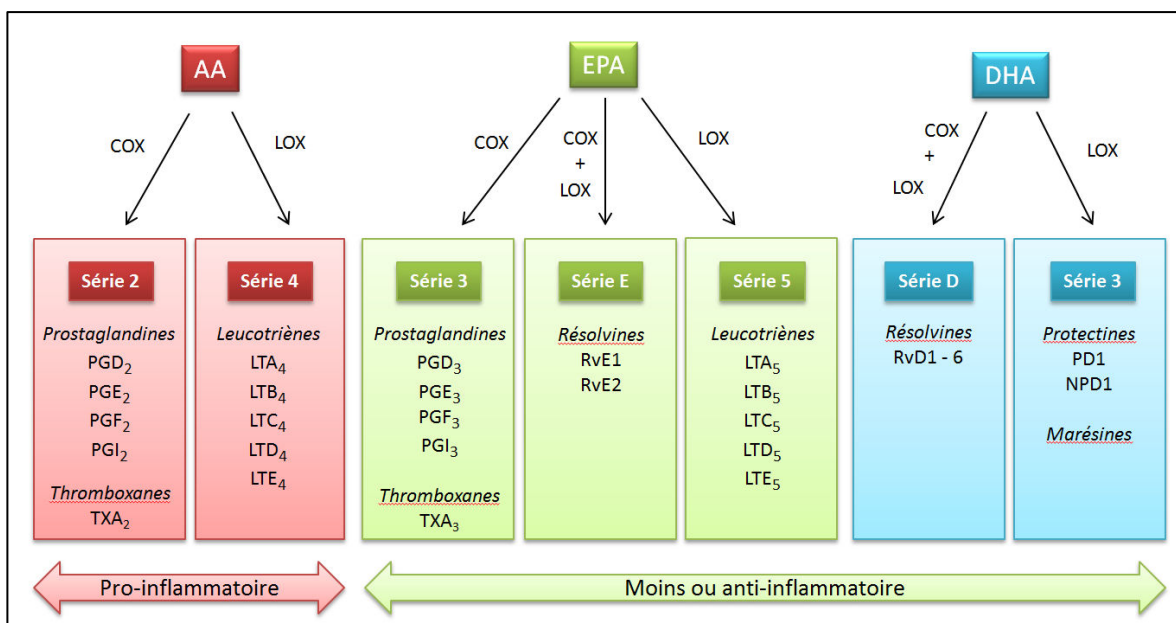 AA
EPA
DHA
COX
LOX
COX
COX
+
LOX
LOX
COX
+
LOX
LOX
Série 2
Prostaglandines
PGD₂
PGE₂
PGF₂
PGI₂
Thromboxanes
TXA₂
Série 4
Leucotriènes
LTA₄
LTB₄
LTC₄
LTD₄
LTE₄
Série 3
Prostaglandines
PGD₃
PGE₃
PGF₃
PGI₃
Thromboxanes
TXA₃
Série E
Résolvines
RvE1
RvE2
Série 5
Leucotriènes
LTA₅
LTB₅
LTC₅
LTD₅
LTE₅
Série D
Résolvines
RvD1 - 6
Série 3
Protectines
PD1
NPD1
Marésines
Pro-inflammatoire
Moins ou anti-inflammatoire